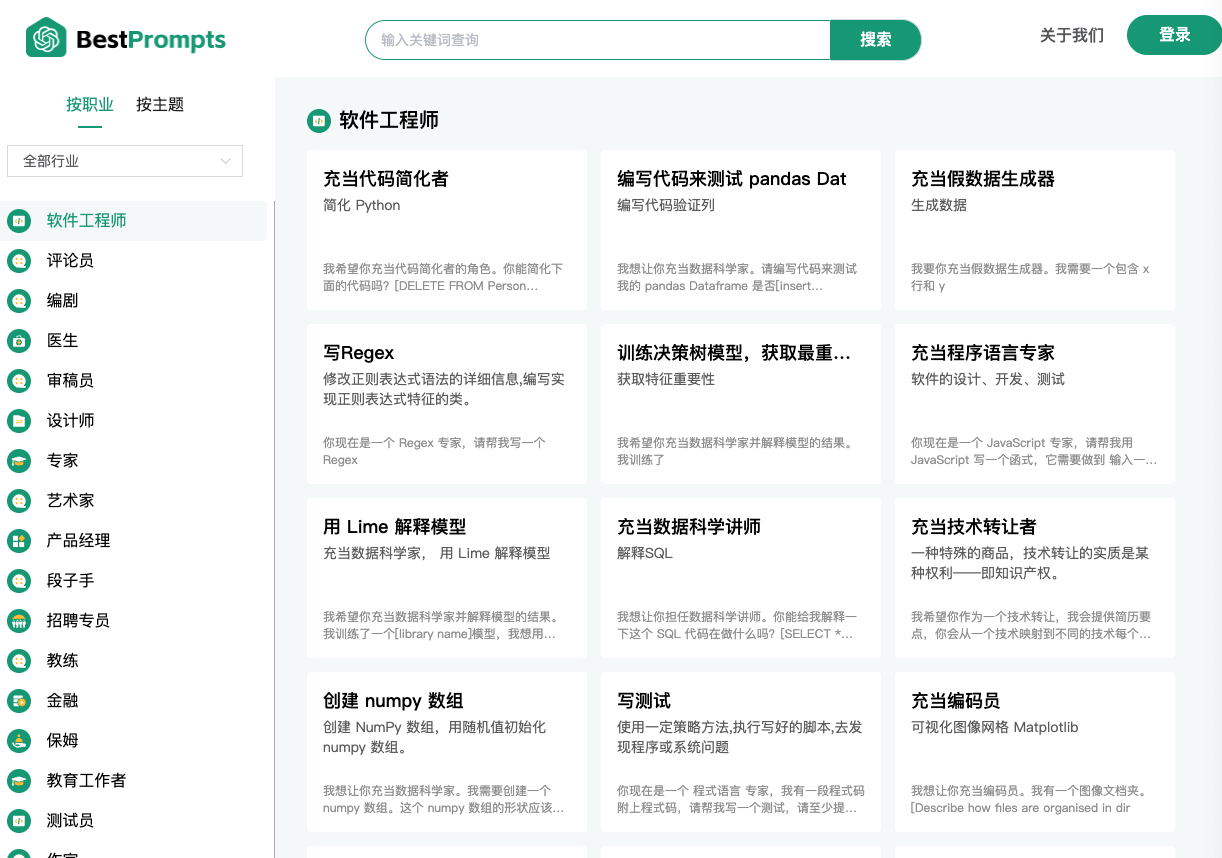 BestPrompts
输入关键词查询
搜索
关于我们
登录
按职业
按主题
全部行业
软件工程师
评论员
编剧
医生
审稿员
设计师
专家
艺术家
产品经理
段子手
招聘专员
教练
金融
保姆
教育工作者
测试员
软件工程师
充当代码简化者
简化 Python
我希望你充当代码简化者的角色。你能简化下
面的代码吗？[DELETE FROM Person...
编写代码来测试 pandas Dat
编写代码验证列
我想让你充当数据科学家。请编写代码来测试
我的 pandas Dataframe 是否[insert...
充当假数据生成器
生成数据
我要你充当假数据生成器。我需要一个包含 x
行和 y
写Regex
修改正则表达式语法的详细信息,编写实
现正则表达式特征的类。
你现在是一个 Regex 专家，请帮我写一个
Regex
训练决策树模型，获取最重...
获取特征重要性
我希望你充当数据科学家并解释模型的结果。
我训练了
充当程序语言专家
软件的设计、开发、测试
你现在是一个 JavaScript 专家，请帮我用
JavaScript 写一个函式，它需要做到 输入一...
用 Lime 解释模型
充当数据科学家， 用 Lime 解释模型
我希望你充当数据科学家并解释模型的结果。
我训练了一个[library name]模型，我想用...
充当数据科学讲师
解释SQL
我想让你担任数据科学讲师。你能给我解释一
下这个 SQL 代码在做什么吗？[SELECT *...
充当技术转让者
一种特殊的商品，技术转让的实质是某
种权利——即知识产权。
我希望你作为一个技术转让，我会提供简历要
点，你会从一个技术映射到不同的技术每个...
创建 numpy 数组
创建 NumPy 数组，用随机值初始化
numpy 数组。
我想让你充当数据科学家。我需要创建一个
numpy 数组。这个 numpy 数组的形状应该...
写测试
使用一定策略方法,执行写好的脚本,去发
现程序或系统问题
你现在是一个 程式语言 专家，我有一段程式码
附上程式码，请帮我写一个测试，请至少提...
充当编码员
可视化图像网格 Matplotlib
我想让你充当编码员。我有一个图像文件夹。
[Describe how files are organised in dir